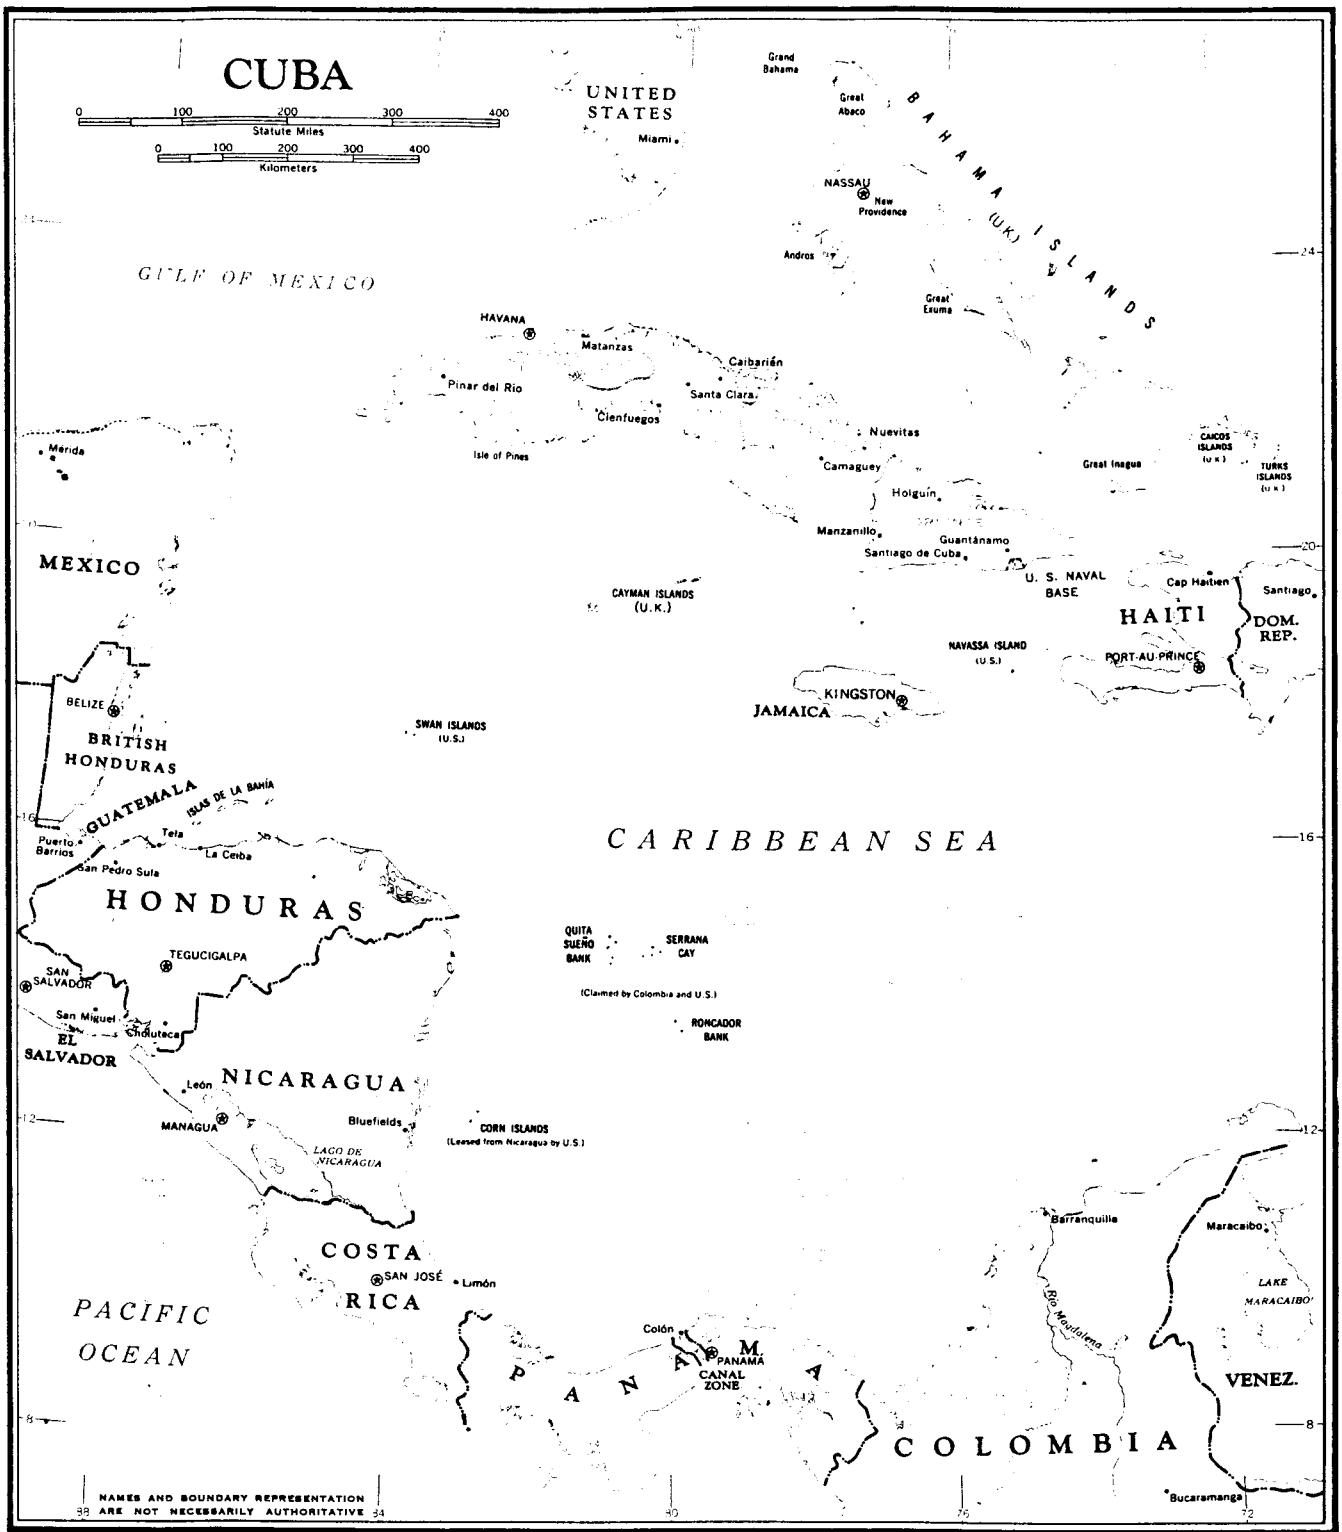 CUBA
0 100 200 300 400
Statute Miles
0 100 200 300 400
Kilometers
UNITED
STATES
Miami
Grand
Bahama
Great
Abaco
BAHAMA ISLANDS
(U.K.)
NASSAU
New
Providence
Andros
Great
Exuma
24
GULF OF MEXICO
HAVANA
Matanzas
Pinar del Rio
Caibarién
Santa Clara
Cienfuegos
Isle of Pines
Nuevitas
Camaguey
Holguin
Manzanillo
Guantánamo
Santiago de Cuba
U. S. NAVAL
BASE
Great Inagua
CAICOS
ISLANDS
(U.K.)
TURKS
ISLANDS
(U.K.)
Merida
20
MEXICO
CAYMAN ISLANDS
(U.K.)
Cap Haitien
Santiago
HAITI
DOM.
REP.
NAVASSA ISLAND
(U.S.)
PORT-AU-PRINCE
KINGSTON
JAMAICA
BELIZE
BRITISH
HONDURAS
SWAN ISLANDS
(U.S.)
GUATEMALA
ISLAS DE LA BAHÍA
16
16
CARIBBEAN SEA
Puerto
Barrios
Tela
La Ceiba
San Pedro Sula
HONDURAS
TEGUCIGALPA
QUITA
SUEÑO
BANK
SERRANA
CAY
(Claimed by Colombia and U.S.)
RONCADOR
BANK
SAN
SALVADOR
San Miguel
Choluteca
EL
SALVADOR
NICARAGUA
León
MANAGUA
Bluefields
12
12
CORN ISLANDS
(Leased from Nicaragua by U.S.)
LAGO DE
NICARAGUA
Barranquilla
Maracaibo
COSTA
RICA
SAN JOSÉ
Limón
LAKE
MARACAIBO
Rio Magdalena
PACIFIC
OCEAN
Colón
PANAMA
PANAMA
CANAL
ZONE
VENEZ.
8
8
COLOMBIA
Bucaramanga
88
84
80
76
72
NAMES AND BOUNDARY REPRESENTATION
ARE NOT NECESSARILY AUTHORITATIVE